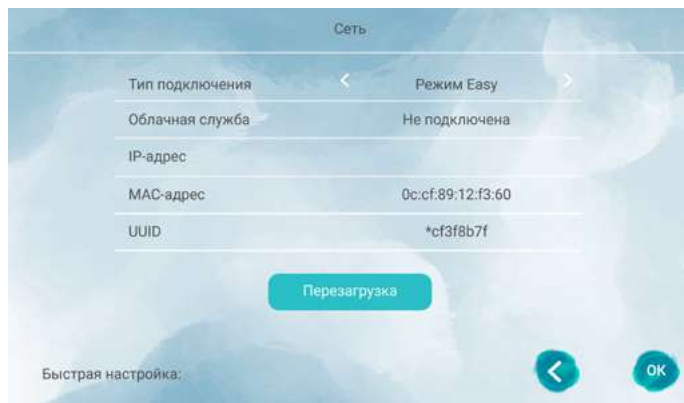 Сеть
Тип подключения Режим Easy
Облачная служба Не подключена
IP-адрес
MAC-адрес 0c:cf:89:12:f3:60
UUID *cf3f8b7f
Перезагрузка
Быстрая настройка:
OK